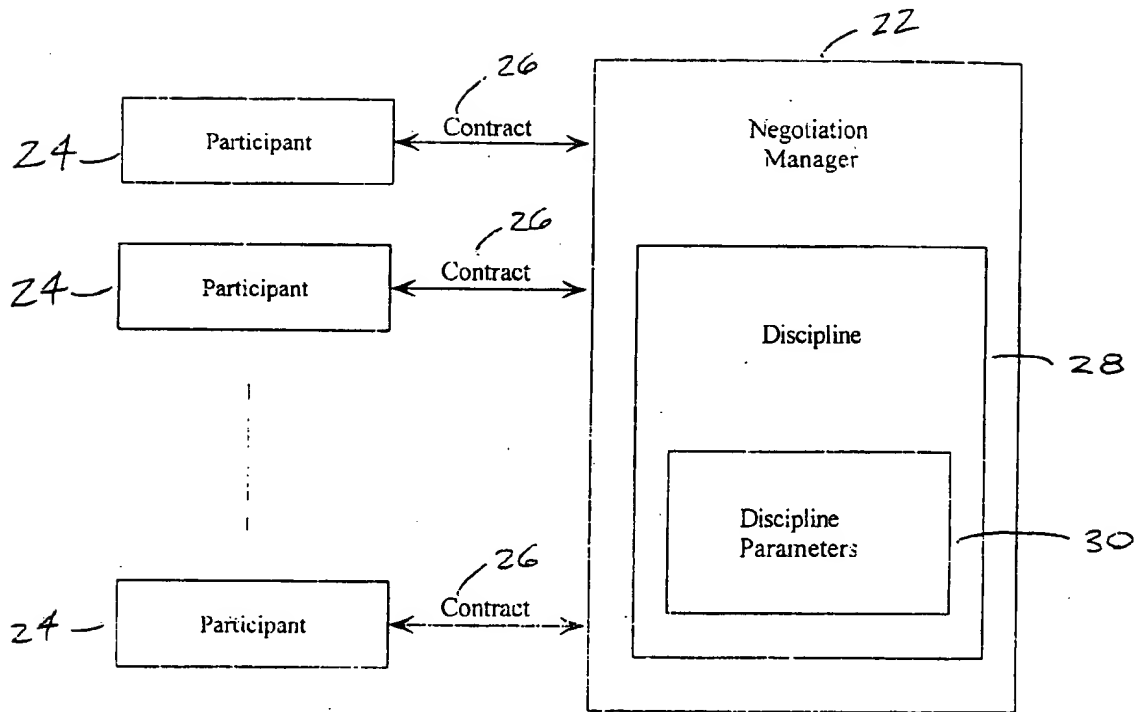 22
26
24
Participant
Contract
Negotiation
Manager
26
24
Participant
Contract
Discipline
28
Discipline
Parameters
30
26
24
Participant
Contract